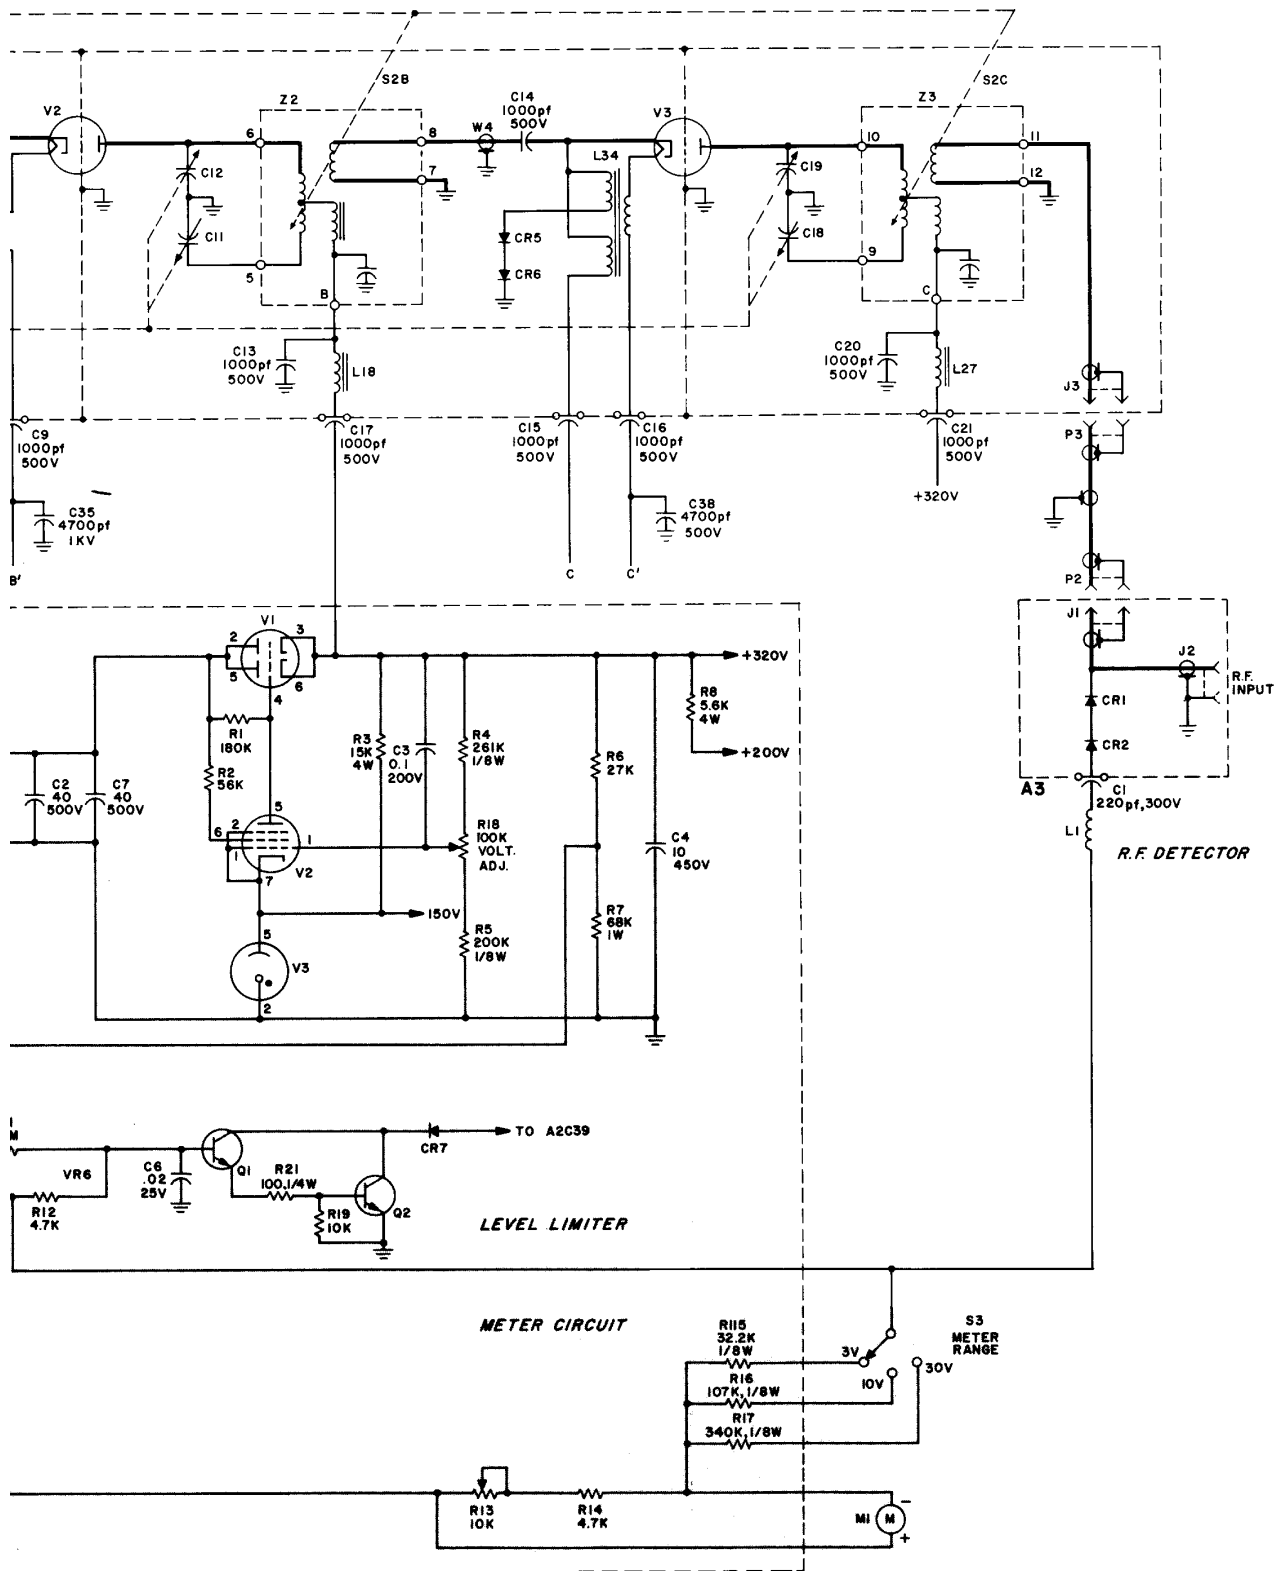 S2B
S2C
V2
Z2
C14
1000pf
500V
V3
Z3
6
8
W4
10
11
7
L34
12
C12
C19
C11
CR5
C18
CR6
5
9
B
C
C13
1000pf
500V
L18
C20
1000pf
500V
L27
J3
C9
1000pf
500V
C17
1000pf
500V
C15
1000pf
500V
C16
1000pf
500V
C21
1000pf
500V
P3
+320V
C35
4700pf
1KV
C38
4700pf
500V
B'
C
C'
P2
V1
2
3
5
6
4
+320V
J1
J2
R.F.
INPUT
R1
180K
R2
56K
R3
15K
4W
C3
0.1
200V
R4
261K
1/8W
R6
27K
R8
5.6K
4W
+200V
CR1
CR2
A3
C1
220pf,300V
C2
40
500V
C7
40
500V
5
6
2
1
1
V2
7
R18
100K
VOLT.
ADJ.
C4
10
450V
L1
R.F. DETECTOR
150V
5
V3
2
R5
200K
1/8W
R7
68K
1W
M
CR7
TO A2C39
VR6
C6
.02
25V
Q1
R21
100,1/4W
R12
4.7K
R19
10K
Q2
LEVEL LIMITER
METER CIRCUIT
R115
32.2K
1/8W
S3
METER
RANGE
3V
10V
30V
R16
107K,1/8W
R17
340K,1/8W
R13
10K
R14
4.7K
M1
M
-
+